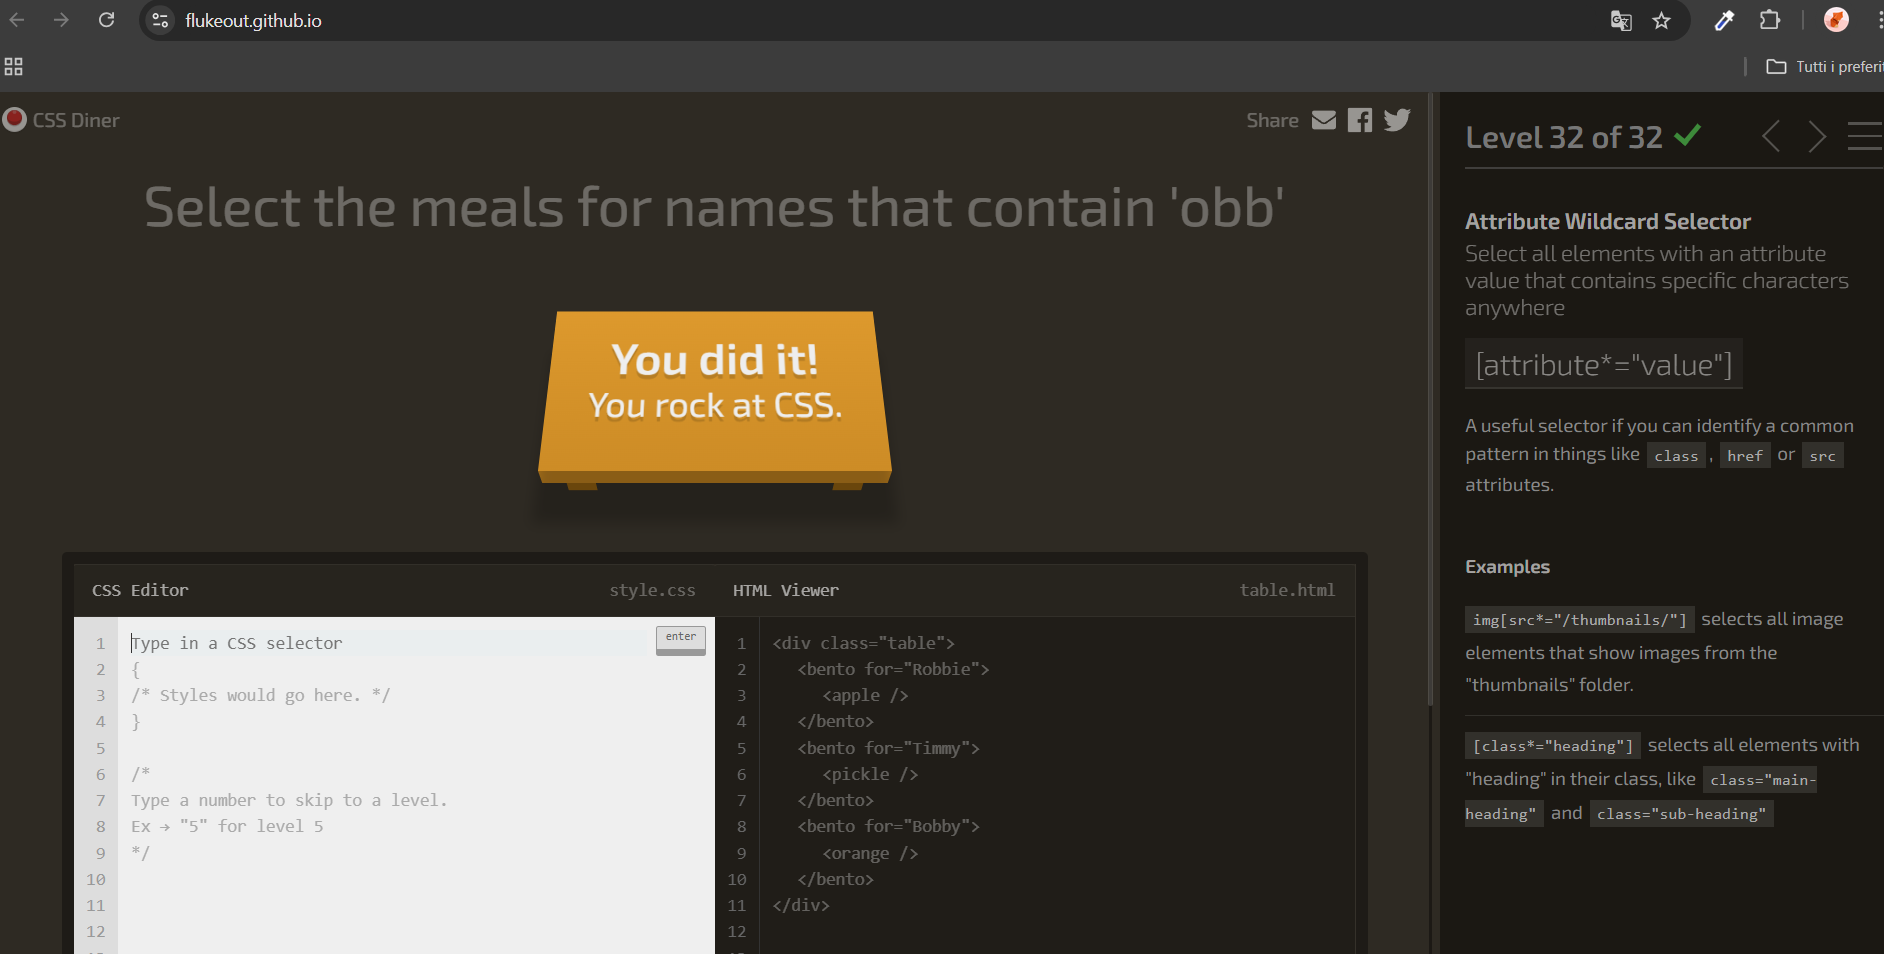 flukeout.github.io
Tutti i preferit
CSS Diner
Share
Select the meals for names that contain 'obb'
You did it!
You rock at CSS.
CSS Editor
style.css
HTML Viewer
table.html
1 Type in a CSS selector
enter
2 {
3 /* Styles would go here. */
4 }
5
6 /*
7 Type a number to skip to a level.
8 Ex → "5" for level 5
9 */
10
11
12
1 <div class="table">
2 <bento for="Robbie">
3 <apple />
4 </bento>
5 <bento for="Timmy">
6 <pickle />
7 </bento>
8 <bento for="Bobby">
9 <orange />
10 </bento>
11 </div>
12
Level 32 of 32
Attribute Wildcard Selector
Select all elements with an attribute
value that contains specific characters
anywhere
[attribute*="value"]
A useful selector if you can identify a common
pattern in things like class , href or src
attributes.
Examples
img[src*="/thumbnails/"] selects all image
elements that show images from the
"thumbnails" folder.
[class*="heading"] selects all elements with
"heading" in their class, like class="main-
heading" and class="sub-heading"